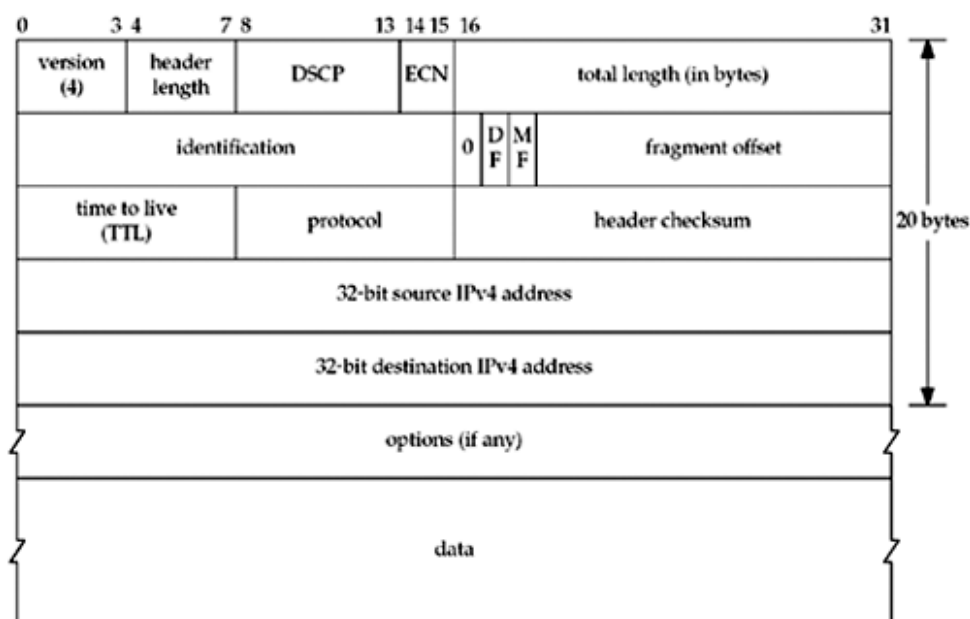 0 3 4 7 8 13 14 15 16 31
version
(4)
header
length
DSCP
ECN
total length (in bytes)
identification
0
D
F
M
F
fragment offset
time to live
(TTL)
protocol
header checksum
20 bytes
32-bit source IPv4 address
32-bit destination IPv4 address
options (if any)
data